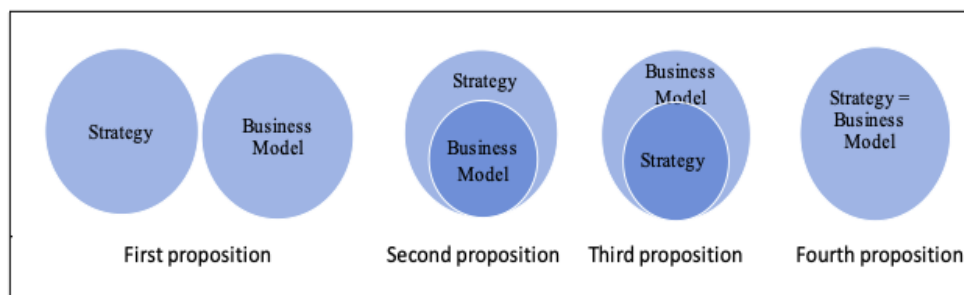 Strategy
Business
Model
Strategy
Business
Model
Business
Model
Strategy
Strategy =
Business
Model
First proposition
Second proposition
Third proposition
Fourth proposition